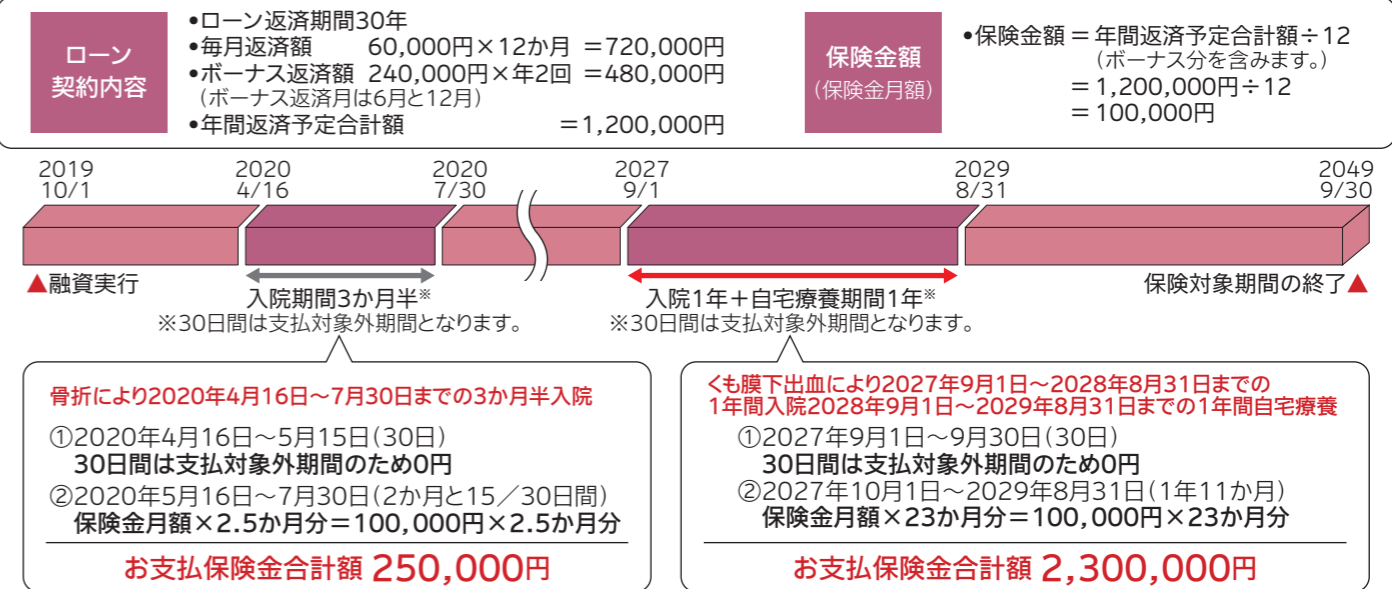 ローン
契約内容
•ローン返済期間30年
•毎月返済額 60,000円×12か月 =720,000円
•ボーナス返済額 240,000円×年2回 =480,000円
(ボーナス返済月は6月と12月)
•年間返済予定合計額 =1,200,000円
保険金額
(保険金月額)
•保険金額 = 年間返済予定合計額÷12
(ボーナス分を含みます。)
= 1,200,000円÷12
= 100,000円
2019
10/1
2020
4/16
2020
7/30
2027
9/1
2029
8/31
2049
9/30
▲融資実行
入院期間3か月半※
※30日間は支払対象外期間となります。
入院1年+自宅療養期間1年※
※30日間は支払対象外期間となります。
保険対象期間の終了▲
骨折により2020年4月16日〜7月30日までの3か月半入院
①2020年4月16日〜5月15日(30日)
30日間は支払対象外期間のため0円
②2020年5月16日〜7月30日(2か月と15/30日間)
保険金月額×2.5か月分=100,000円×2.5か月分
お支払保険金合計額 250,000円
くも膜下出血により2027年9月1日〜2028年8月31日までの
1年間入院2028年9月1日〜2029年8月31日までの1年間自宅療養
①2027年9月1日〜9月30日(30日)
30日間は支払対象外期間のため0円
②2027年10月1日〜2029年8月31日(1年11か月)
保険金月額×23か月分=100,000円×23か月分
お支払保険金合計額 2,300,000円